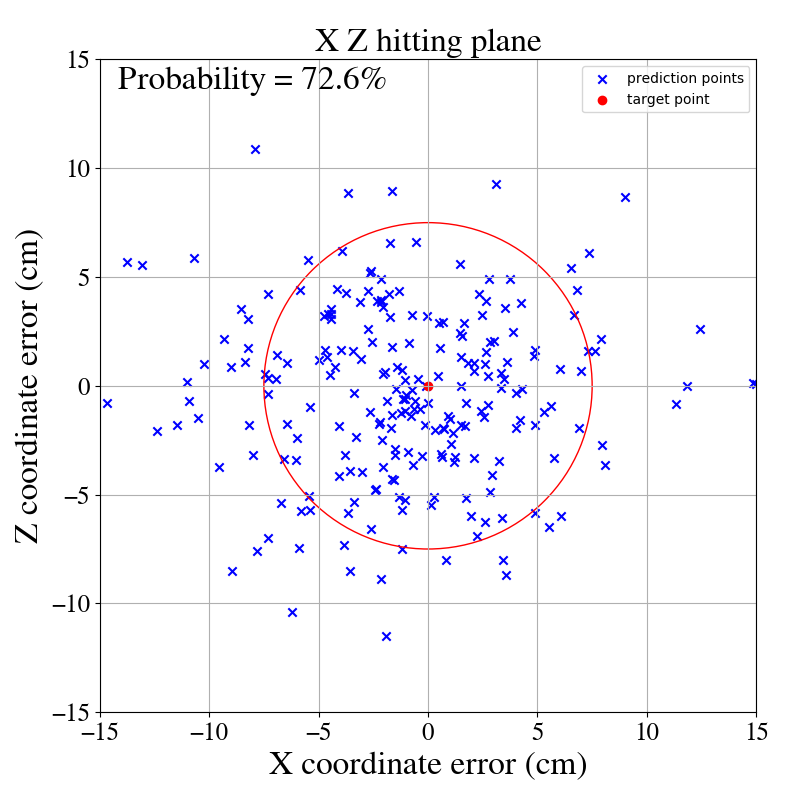 X Z hitting plane
Probability = 72.6%
prediction points
target point
15
10
5
0
−5
−10
−15
Z coordinate error (cm)
−15 −10 −5 0 5 10 15
X coordinate error (cm)